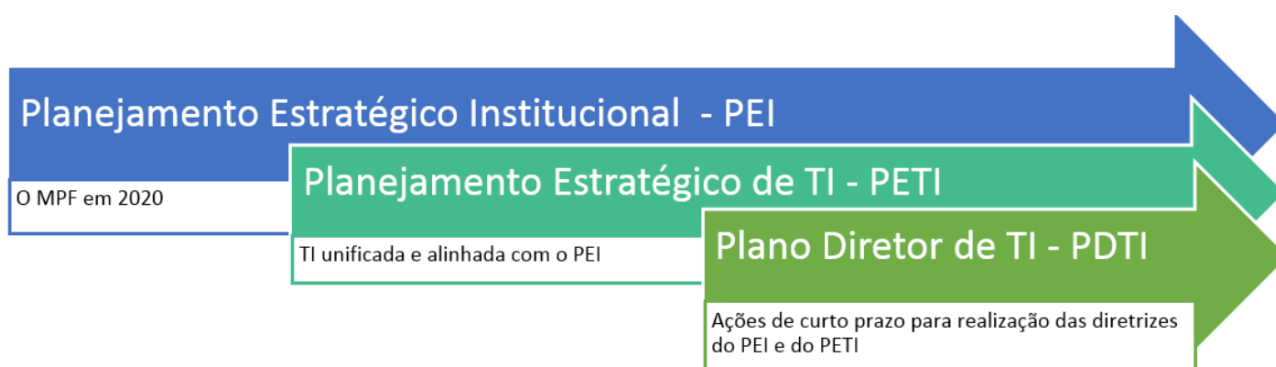 Planejamento Estratégico Institucional - PEI
O MPF em 2020
Planejamento Estratégico de TI - PETI
TI unificada e alinhada com o PEI
Plano Diretor de TI - PDTI
Ações de curto prazo para realização das diretrizes
do PEI e do PETI